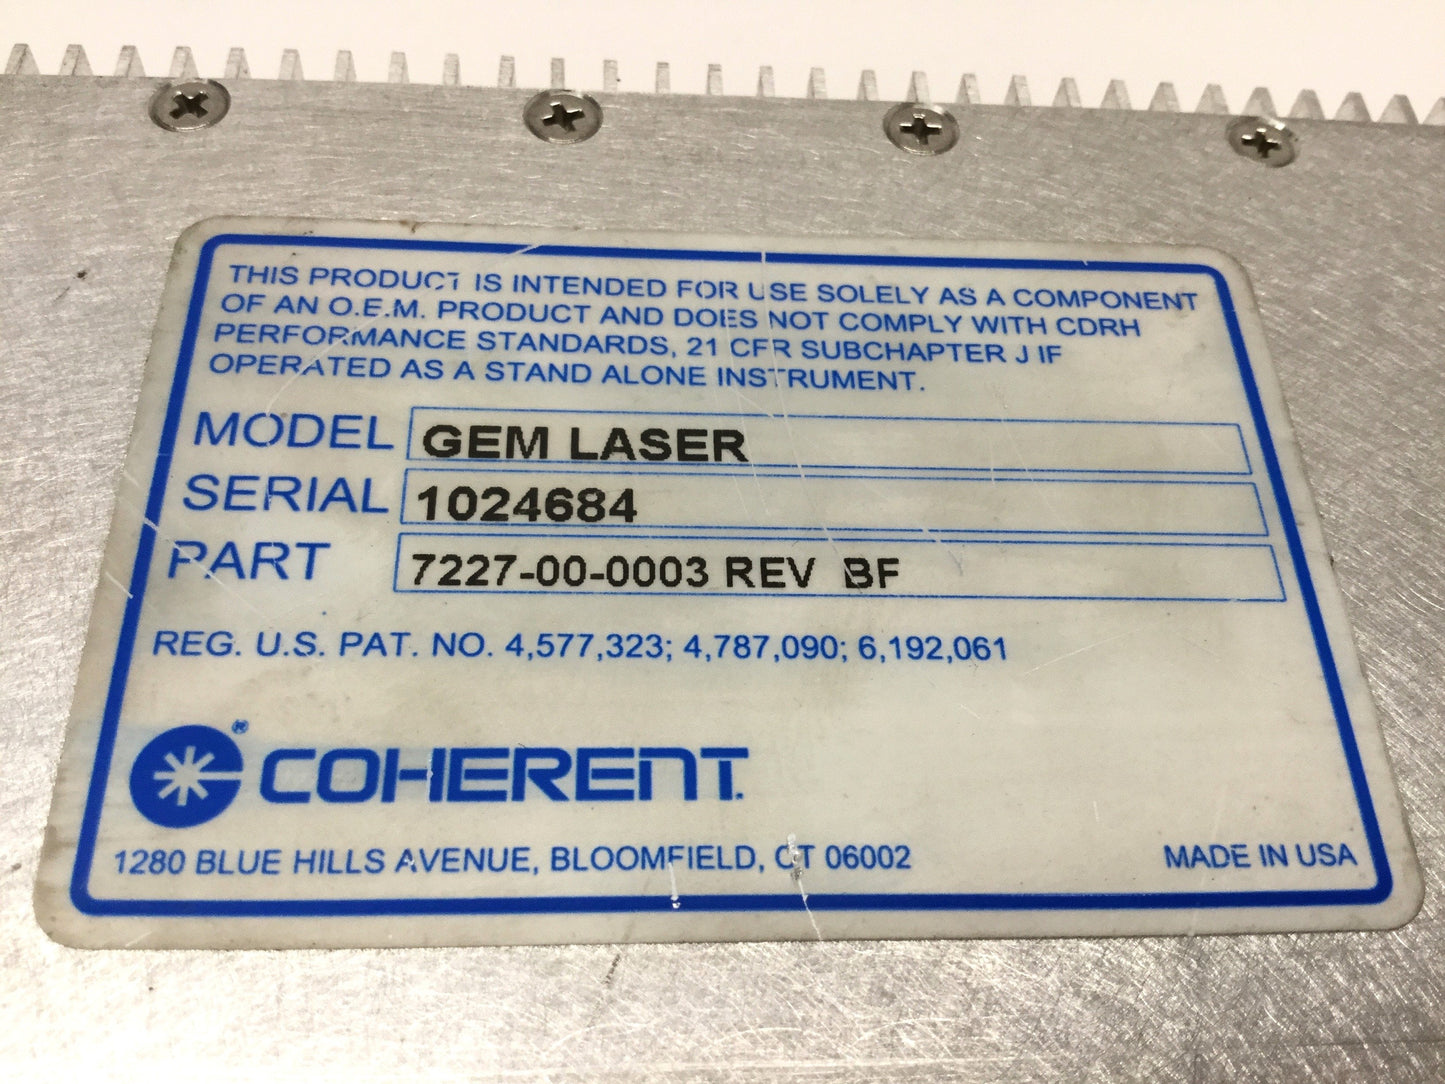 THIS PRODUCT IS INTENDED FOR USE SOLELY AS A COMPONENT
OF AN O.E.M. PRODUCT AND DOES NOT COMPLY WITH CDRH
PERFORMANCE STANDARDS, 21 CFR SUBCHAPTER J IF
OPERATED AS A STAND ALONE INSTRUMENT.
MODEL GEM LASER
SERIAL 1024684
PART 7227-00-0003 REV BF
REG. U.S. PAT. NO. 4,577,323; 4,787,090; 6,192,061
® COHERENT.
1280 BLUE HILLS AVENUE, BLOOMFIELD, CT 06002 MADE IN USA